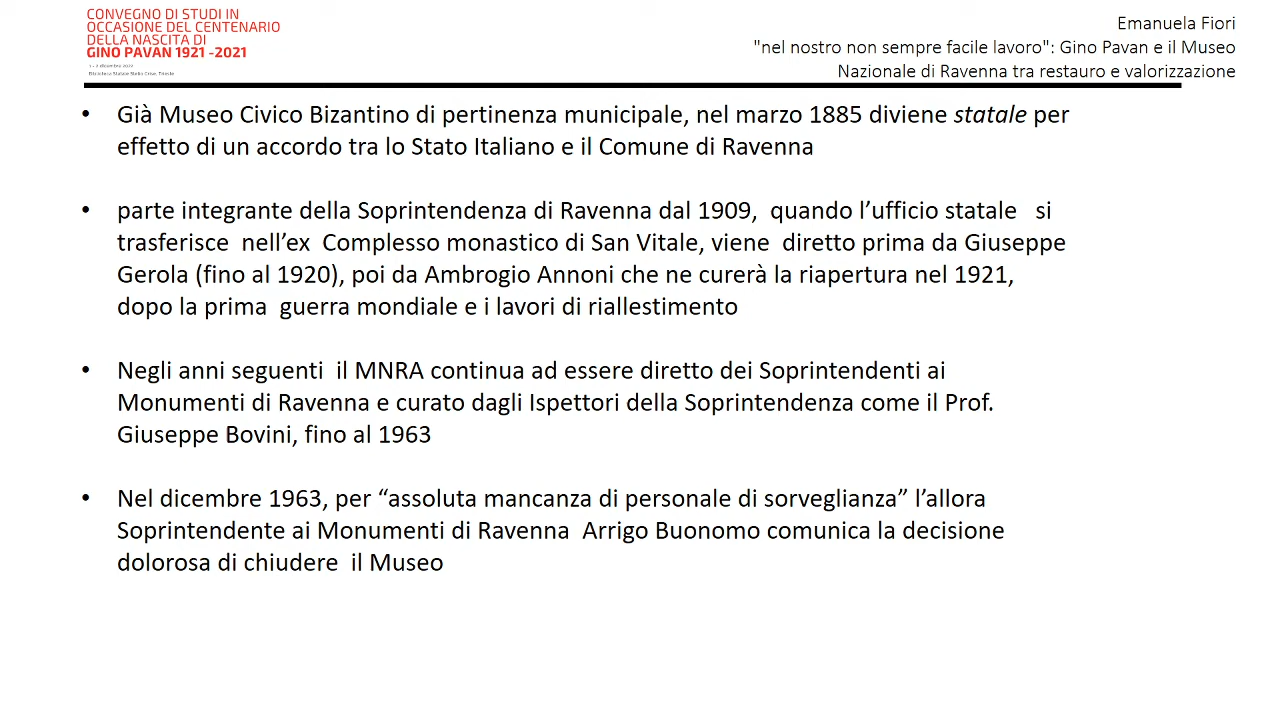 CONVEGNO DI STUDI IN
OCCASIONE DEL CENTENARIO
DELLA NASCITA DI
GINO PAVAN 1921 -2021
Biblioteca Statale Stelio Crise, Trieste
Emanuela Fiori
"nel nostro non sempre facile lavoro": Gino Pavan e il Museo
Nazionale di Ravenna tra restauro e valorizzazione
• Già Museo Civico Bizantino di pertinenza municipale, nel marzo 1885 diviene statale per
effetto di un accordo tra lo Stato Italiano e il Comune di Ravenna
• parte integrante della Soprintendenza di Ravenna dal 1909, quando l’ufficio statale si
trasferisce nell’ex Complesso monastico di San Vitale, viene diretto prima da Giuseppe
Gerola (fino al 1920), poi da Ambrogio Annoni che ne curerà la riapertura nel 1921,
dopo la prima guerra mondiale e i lavori di riallestimento
• Negli anni seguenti il MNRA continua ad essere diretto dei Soprintendenti ai
Monumenti di Ravenna e curato dagli Ispettori della Soprintendenza come il Prof.
Giuseppe Bovini, fino al 1963
• Nel dicembre 1963, per “assoluta mancanza di personale di sorveglianza” l’allora
Soprintendente ai Monumenti di Ravenna Arrigo Buonomo comunica la decisione
dolorosa di chiudere il Museo